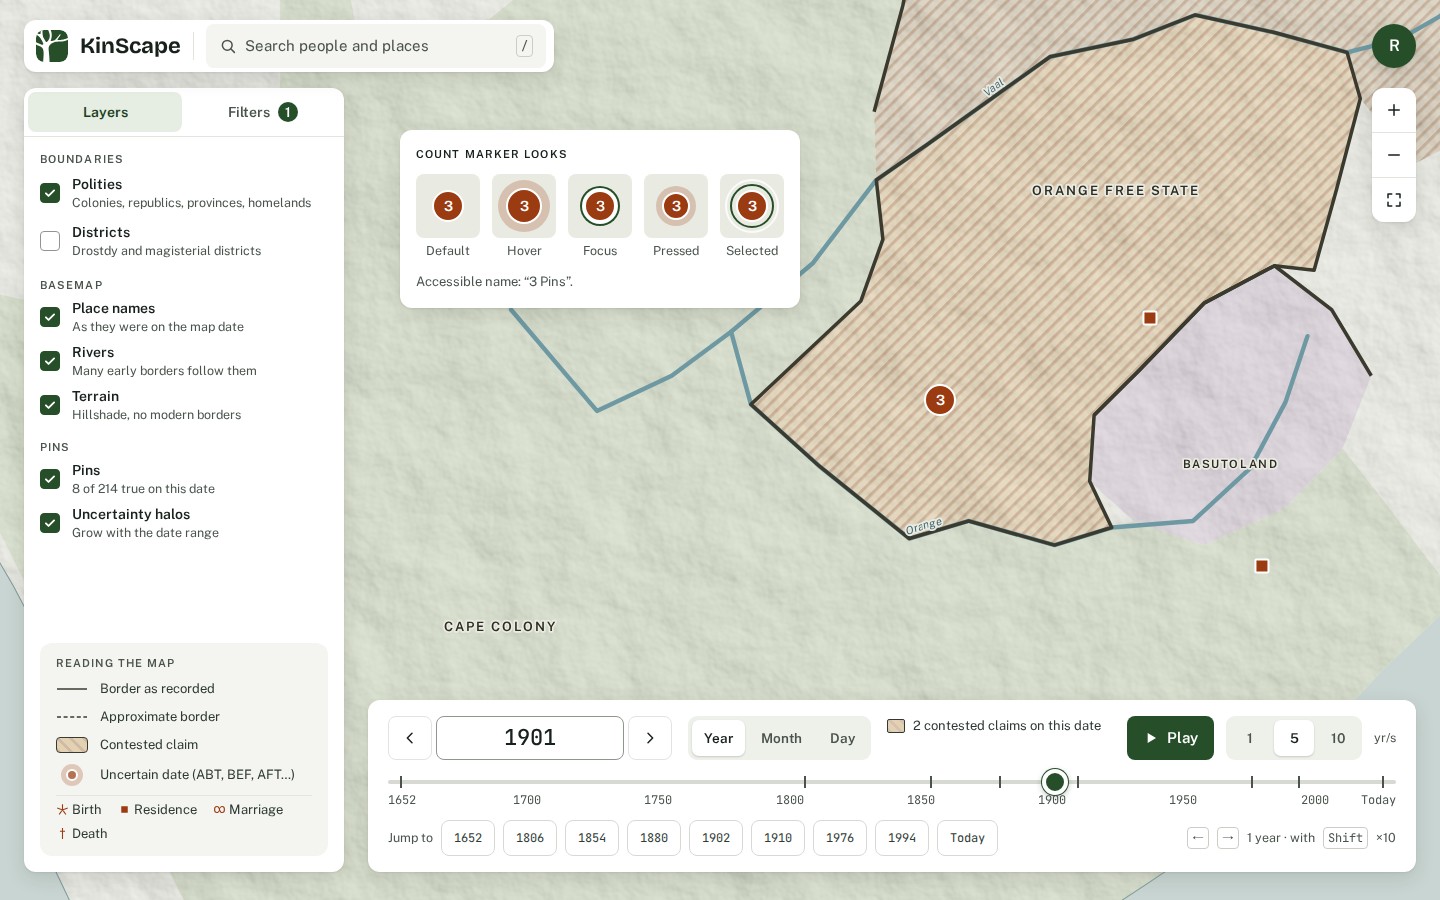 KinScape
Search people and places
/
R
Layers
Filters 1
BOUNDARIES
Polities
Colonies, republics, provinces, homelands
Districts
Drostdy and magisterial districts
BASEMAP
Place names
As they were on the map date
Rivers
Many early borders follow them
Terrain
Hillshade, no modern borders
PINS
Pins
8 of 214 true on this date
Uncertainty halos
Grow with the date range
READING THE MAP
Border as recorded
Approximate border
Contested claim
Uncertain date (ABT, BEF, AFT…)
Birth Residence Marriage
Death
COUNT MARKER LOOKS
3 3 3 3 3
Default Hover Focus Pressed Selected
Accessible name: “3 Pins”.
Vaal
ORANGE FREE STATE
3
BASUTOLAND
Orange
CAPE COLONY
1901
Year Month Day
2 contested claims on this date
Play
1 5 10 yr/s
1652 1700 1750 1800 1850 1900 1950 2000 Today
Jump to 1652 1806 1854 1880 1902 1910 1976 1994 Today
← → 1 year · with Shift ×10